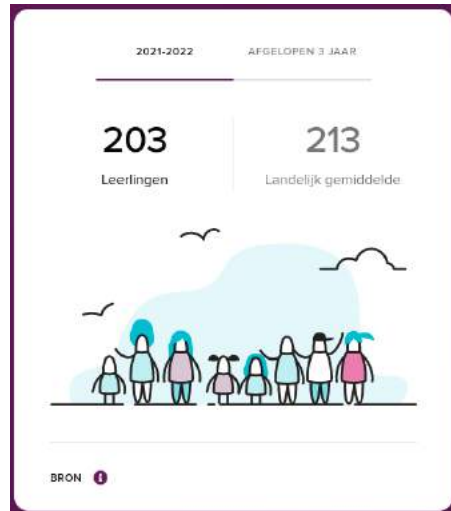 2021-2022 AFGELOPEN 3 JAAR
203 213
Leerlingen Landelijk gemiddelde
BRON i